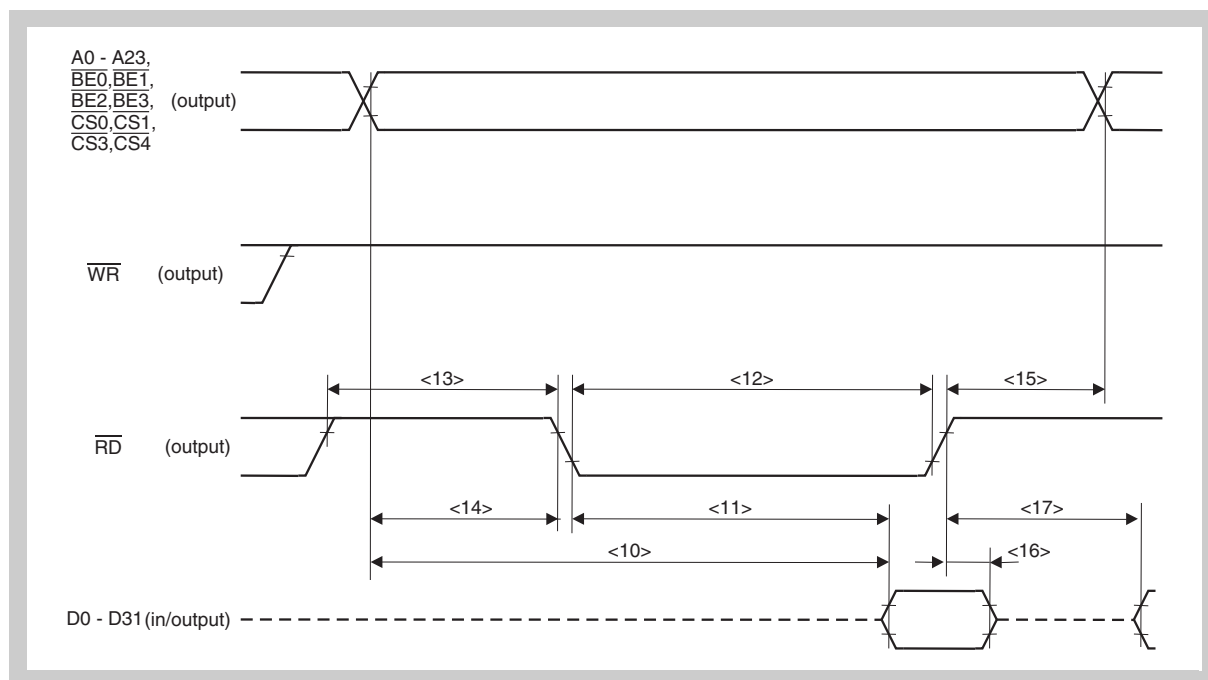 A0 - A23,
BE0,BE1,
BE2,BE3, (output)
CS0,CS1,
CS3,CS4
WR (output)
<13> <12> <15>
RD (output)
<14> <11> <17>
<10> <16>
D0 - D31(in/output)